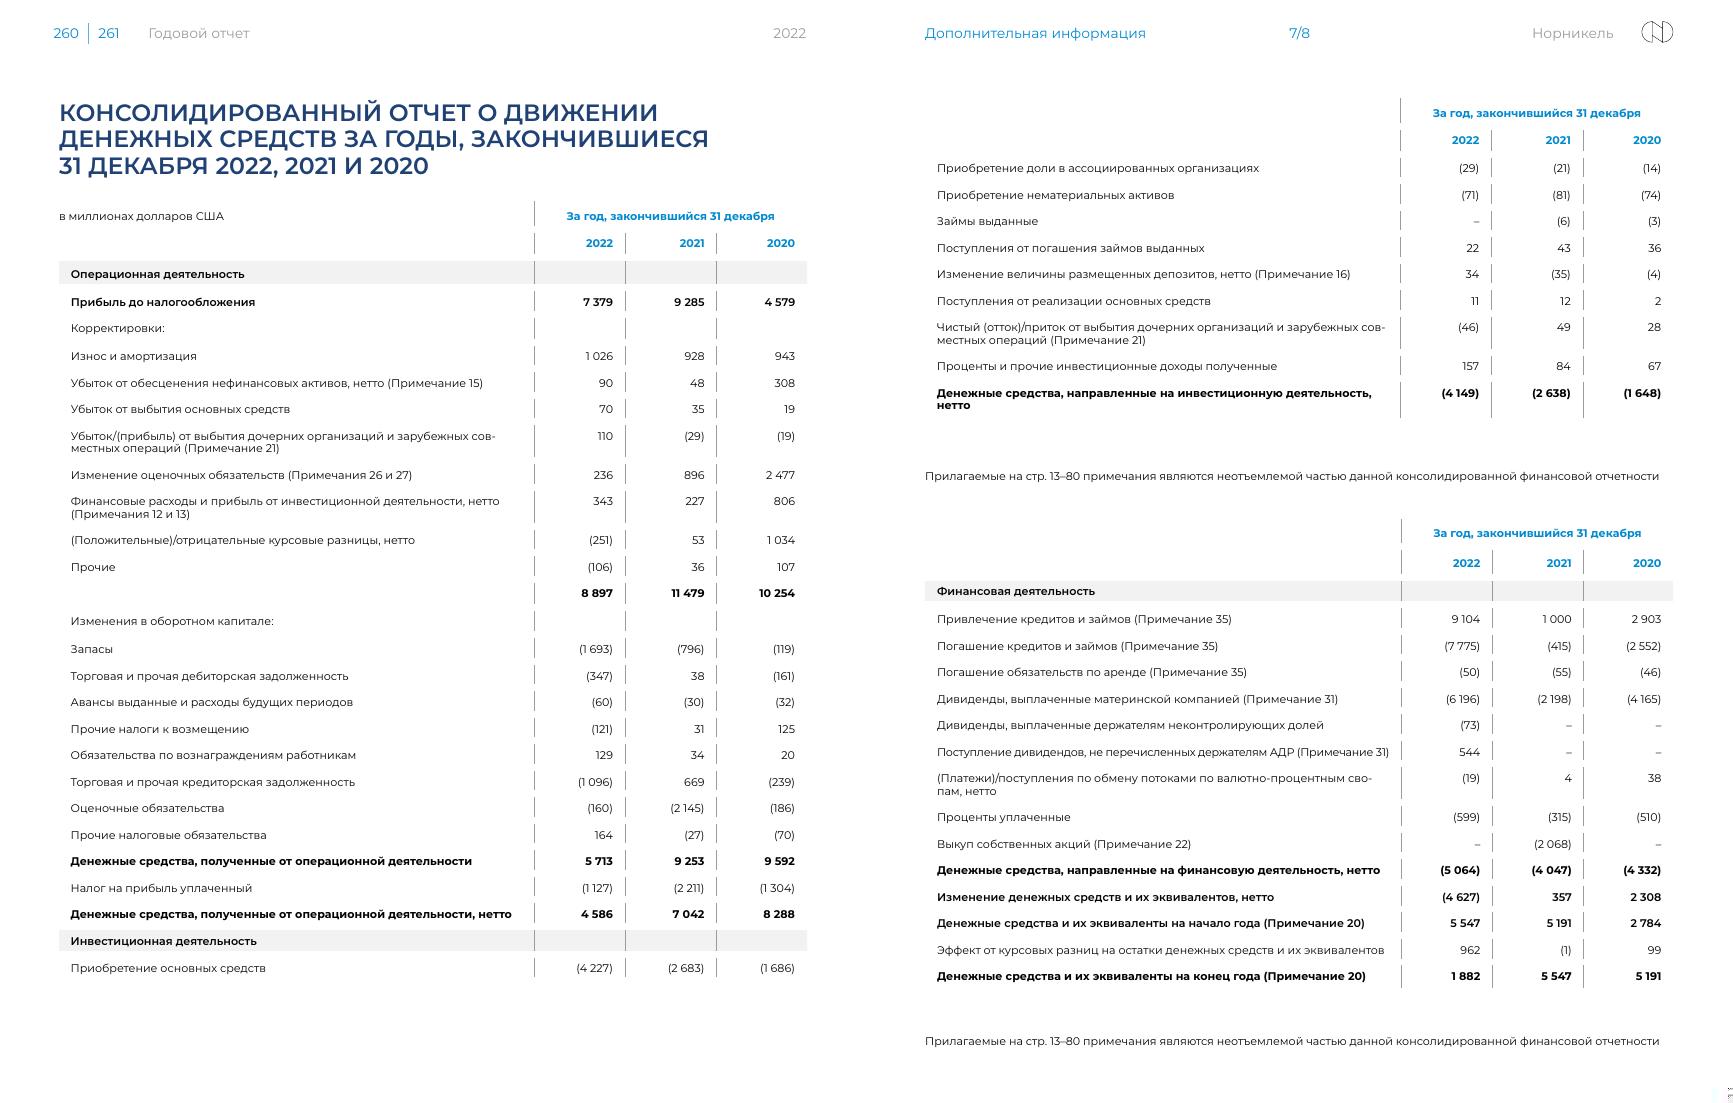 260 261 Годовой отчет 2022
КОНСОЛИДИРОВАННЫЙ ОТЧЕТ О ДВИЖЕНИИ
ДЕНЕЖНЫХ СРЕДСТВ ЗА ГОДЫ, ЗАКОНЧИВШИЕСЯ
31 ДЕКАБРЯ 2022, 2021 И 2020
в миллионах долларов США За год, закончившийся 31 декабря
2022 2021 2020
Операционная деятельность
Прибыль до налогообложения 7 379 9 285 4 579
Корректировки:
Износ и амортизация 1 026 928 943
Убыток от обесценения нефинансовых активов, нетто (Примечание 15) 90 48 308
Убыток от выбытия основных средств 70 35 19
Убыток/(прибыль) от выбытия дочерних организаций и зарубежных сов- 110 (29) (19)
местных операций (Примечание 21)
Изменение оценочных обязательств (Примечания 26 и 27) 236 896 2 477
Финансовые расходы и прибыль от инвестиционной деятельности, нетто 343 227 806
(Примечания 12 и 13)
(Положительные)/отрицательные курсовые разницы, нетто (251) 53 1 034
Прочие (106) 36 107
8 897 11 479 10 254
Изменения в оборотном капитале:
Запасы (1 693) (796) (119)
Торговая и прочая дебиторская задолженность (347) 38 (161)
Авансы выданные и расходы будущих периодов (60) (30) (32)
Прочие налоги к возмещению (121) 31 125
Обязательства по вознаграждениям работникам 129 34 20
Торговая и прочая кредиторская задолженность (1 096) 669 (239)
Оценочные обязательства (160) (2 145) (186)
Прочие налоговые обязательства 164 (27) (70)
Денежные средства, полученные от операционной деятельности 5 713 9 253 9 592
Налог на прибыль уплаченный (1 127) (2 211) (1 304)
Денежные средства, полученные от операционной деятельности, нетто 4 586 7 042 8 288
Инвестиционная деятельность
Приобретение основных средств (4 227) (2 683) (1 686)
Дополнительная информация 7/8 Норникель
За год, закончившийся 31 декабря
2022 2021 2020
Приобретение доли в ассоциированных организациях (29) (21) (14)
Приобретение нематериальных активов (71) (81) (74)
Займы выданные – (6) (3)
Поступления от погашения займов выданных 22 43 36
Изменение величины размещенных депозитов, нетто (Примечание 16) 34 (35) (4)
Поступления от реализации основных средств 11 12 2
Чистый (отток)/приток от выбытия дочерних организаций и зарубежных сов- (46) 49 28
местных операций (Примечание 21)
Проценты и прочие инвестиционные доходы полученные 157 84 67
Денежные средства, направленные на инвестиционную деятельность, (4 149) (2 638) (1 648)
нетто
Прилагаемые на стр. 13–80 примечания являются неотъемлемой частью данной консолидированной финансовой отчетности
За год, закончившийся 31 декабря
2022 2021 2020
Финансовая деятельность
Привлечение кредитов и займов (Примечание 35) 9 104 1 000 2 903
Погашение кредитов и займов (Примечание 35) (7 775) (415) (2 552)
Погашение обязательств по аренде (Примечание 35) (50) (55) (46)
Дивиденды, выплаченные материнской компанией (Примечание 31) (6 196) (2 198) (4 165)
Дивиденды, выплаченные держателям неконтролирующих долей (73) – –
Поступление дивидендов, не перечисленных держателям АДР (Примечание 31) 544 – –
(Платежи)/поступления по обмену потоками по валютно-процентным сво- (19) 4 38
пам, нетто
Проценты уплаченные (599) (315) (510)
Выкуп собственных акций (Примечание 22) – (2 068) –
Денежные средства, направленные на финансовую деятельность, нетто (5 064) (4 047) (4 332)
Изменение денежных средств и их эквивалентов, нетто (4 627) 357 2 308
Денежные средства и их эквиваленты на начало года (Примечание 20) 5 547 5 191 2 784
Эффект от курсовых разниц на остатки денежных средств и их эквивалентов 962 (1) 99
Денежные средства и их эквиваленты на конец года (Примечание 20) 1 882 5 547 5 191
Прилагаемые на стр. 13–80 примечания являются неотъемлемой частью данной консолидированной финансовой отчетности